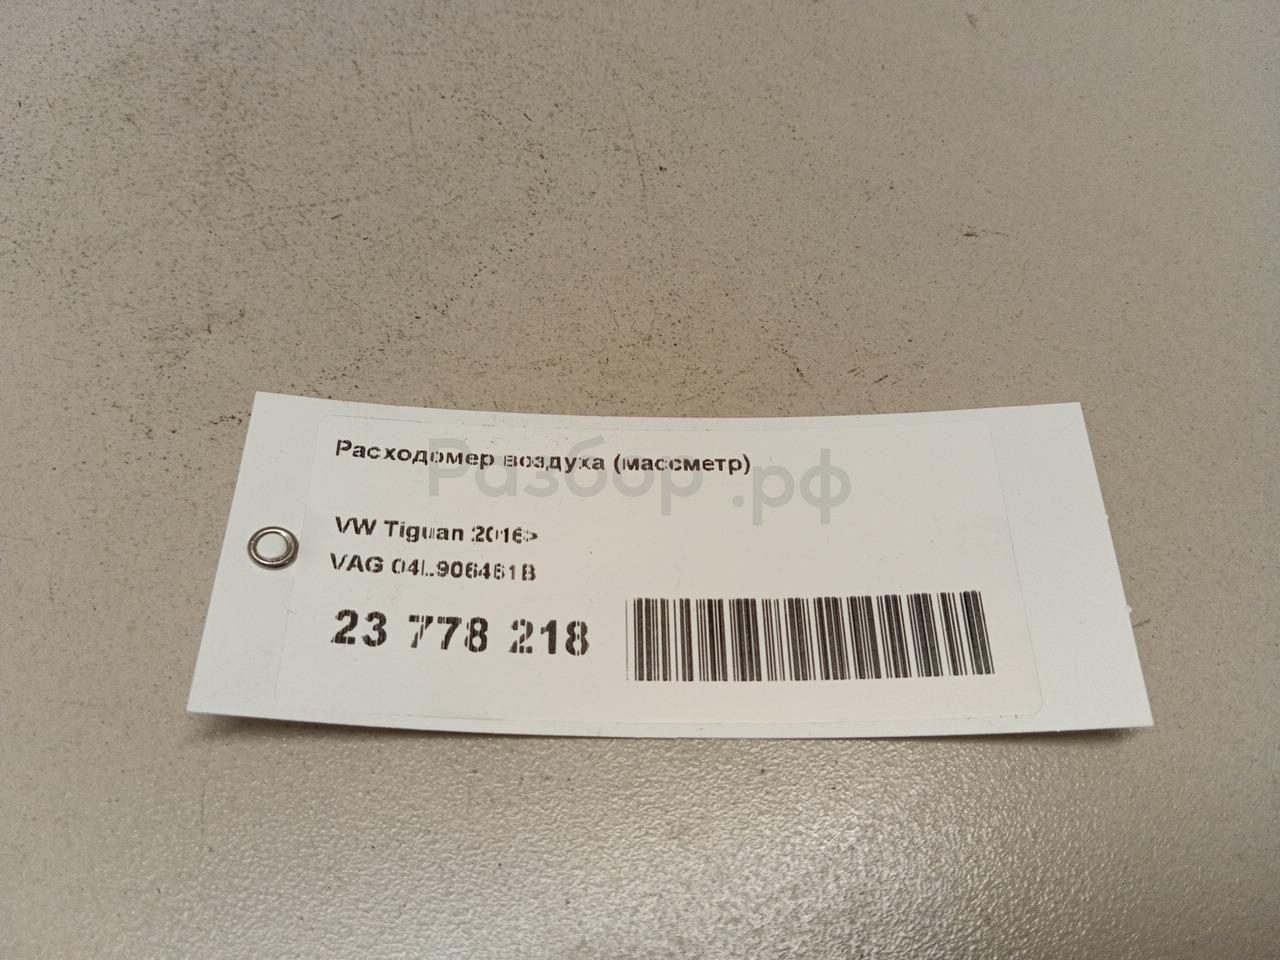 Расходомер воздуха (массметр)
Разбор.рф
VW Tiguan 2016>
VAG 04L906461B
23 778 218